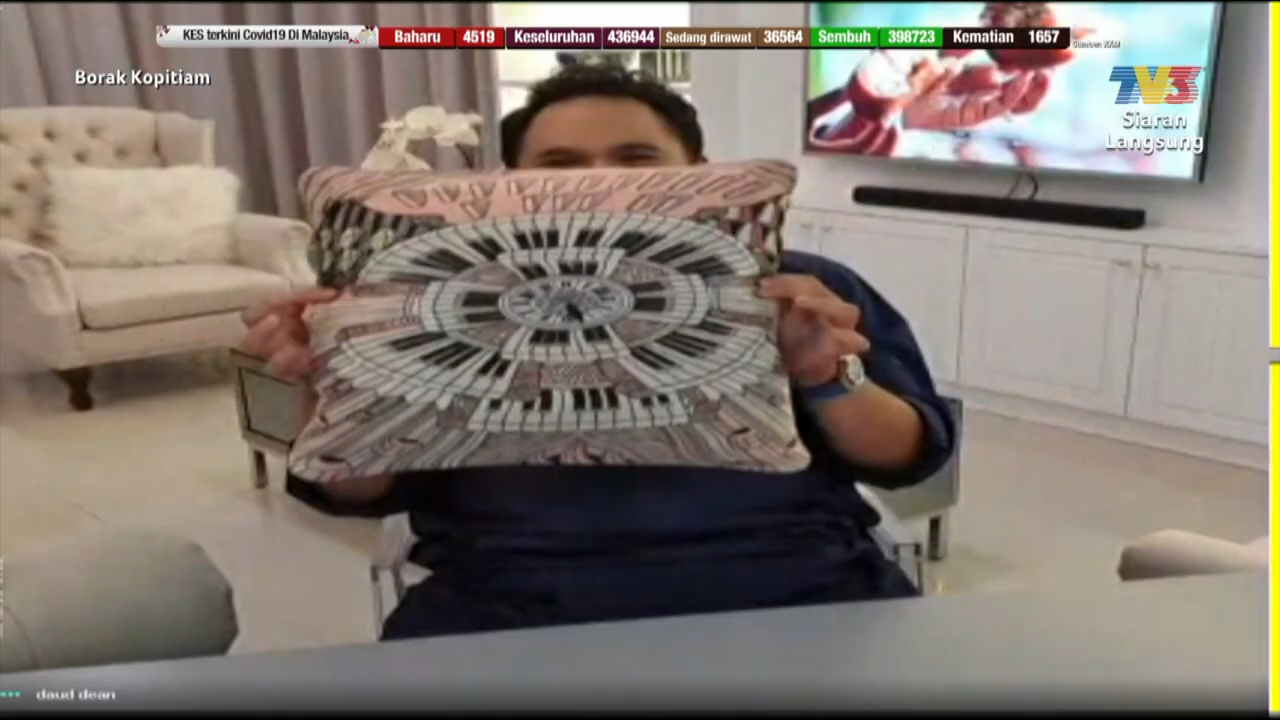 KES terkini Covid19 Di Malaysia Baharu 4519 Keseluruhan 436944 Sedang dirawat 36564 Sembuh 398723 Kematian 1657
Borak Kopitiam
TV3
Siaran
Langsung
daud dean